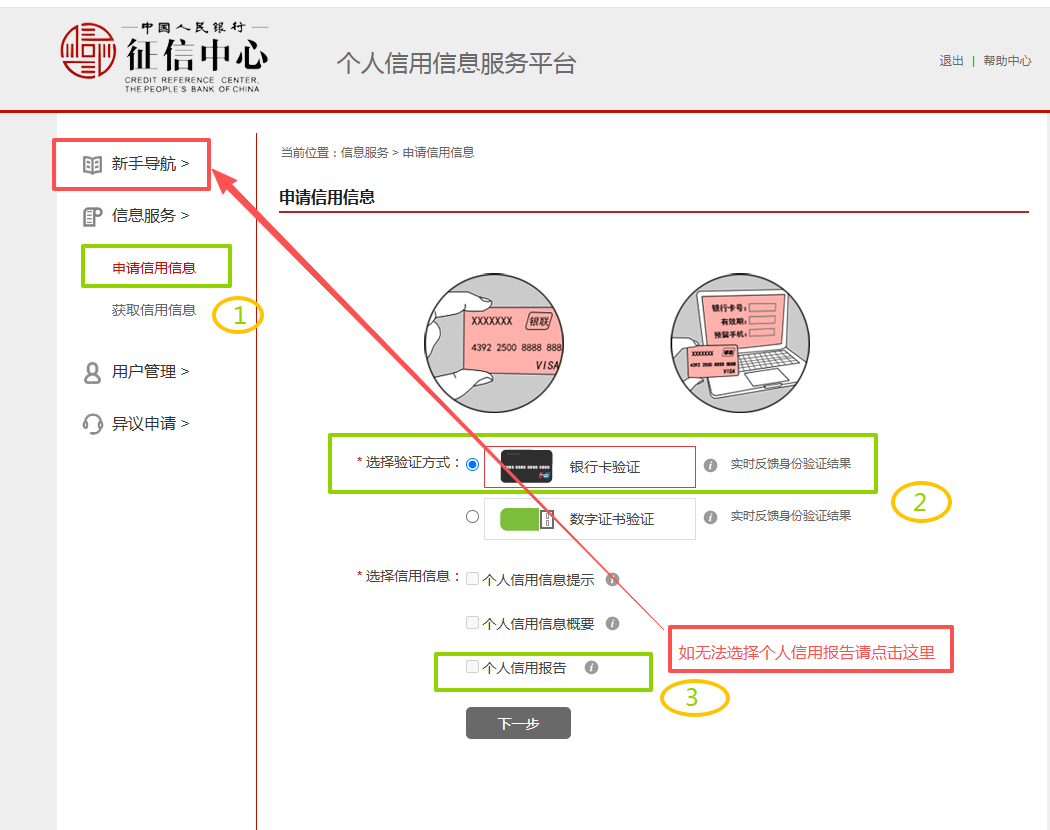 中国人民银行
征信中心
CREDIT REFERENCE CENTER,
THE PEOPLE'S BANK OF CHINA
个人信用信息服务平台
退出 | 帮助中心
新手导航 >
信息服务 >
申请信用信息
获取信用信息
1
用户管理 >
异议申请 >
当前位置：信息服务 > 申请信用信息
申请信用信息
XXXXXXX 银联
4392 2500 8888 888
VISA
银行卡号:
有效期:
预留手机:
XXXXXXX 银联
4392 2500 8888 888
VISA
* 选择验证方式： 银行卡验证 实时反馈身份验证结果
数字证书验证 实时反馈身份验证结果
2
* 选择信用信息： 个人信用信息提示
个人信用信息概要
个人信用报告
如无法选择个人信用报告请点击这里
3
下一步